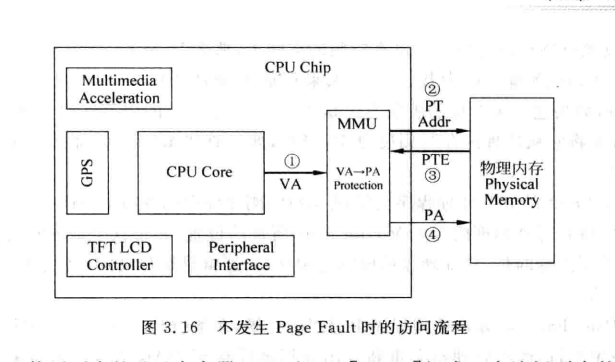 CPU Chip
Multimedia
Acceleration
GPS
CPU Core
①
VA
MMU
VA→PA
Protection
②
PT
Addr
PTE
③
PA
④
物理内存
Physical
Memory
TFT LCD
Controller
Peripheral
Interface
图 3.16 不发生 Page Fault 时的访问流程